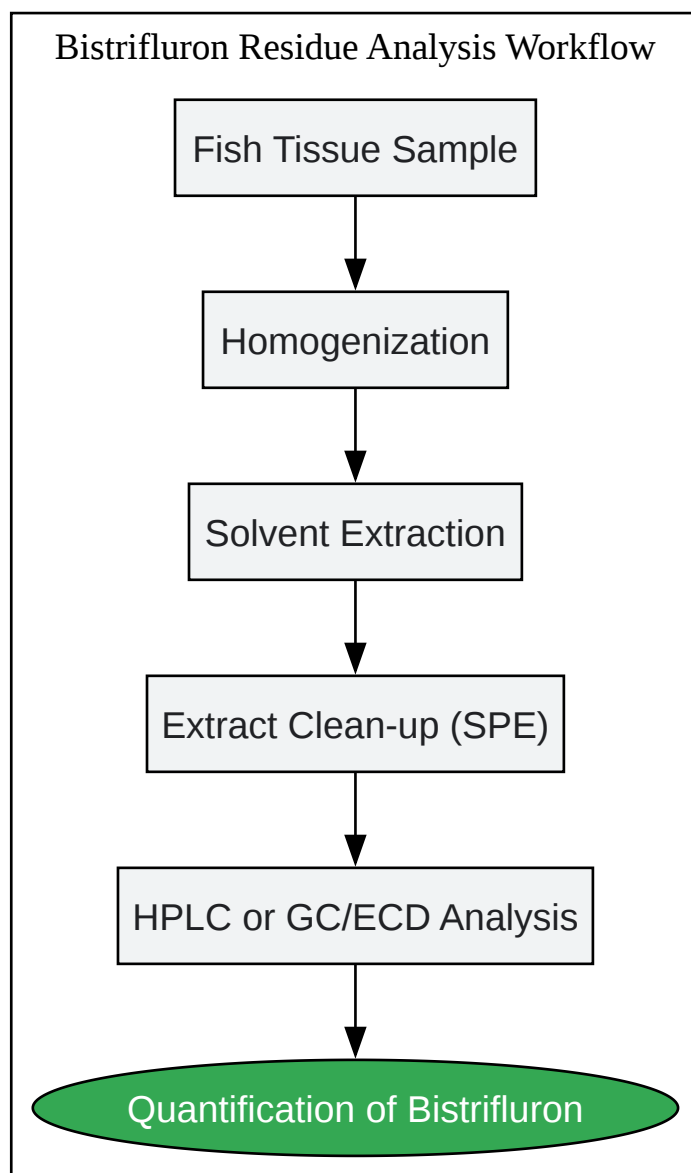 Bistrifluron Residue Analysis Workflow
Fish Tissue Sample
Homogenization
Solvent Extraction
Extract Clean-up (SPE)
HPLC or GC/ECD Analysis
Quantification of Bistrifluron